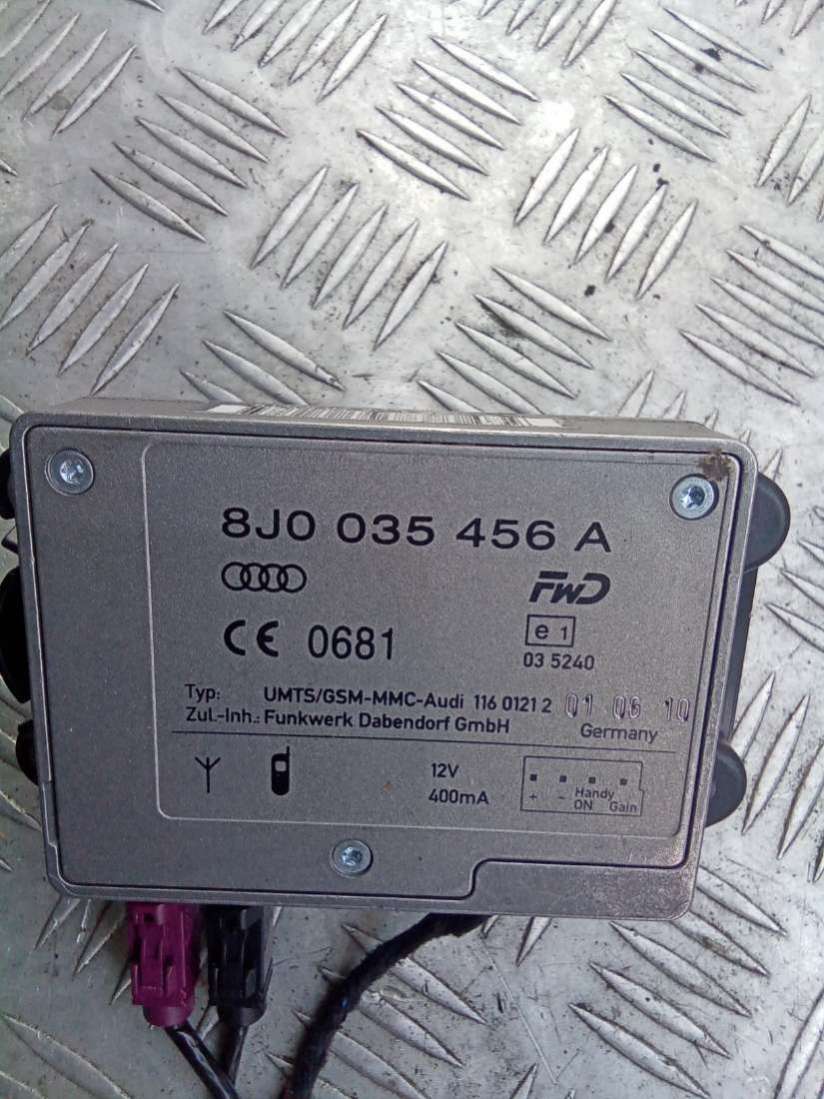 8J0 035 456 A
FWD
CE 0681
e 1
03 5240
Typ: UMTS/GSM-MMC-Audi 116 0121 2 01 06 10
Zul.-Inh.: Funkwerk Dabendorf GmbH
Germany
12V
400mA
+ − Handy ON Gain